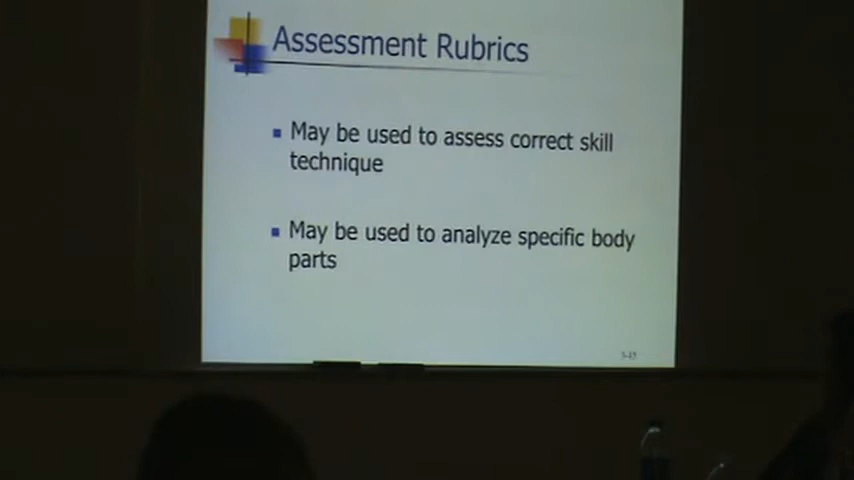 Assessment Rubrics
May be used to assess correct skill
technique
May be used to analyze specific body
parts